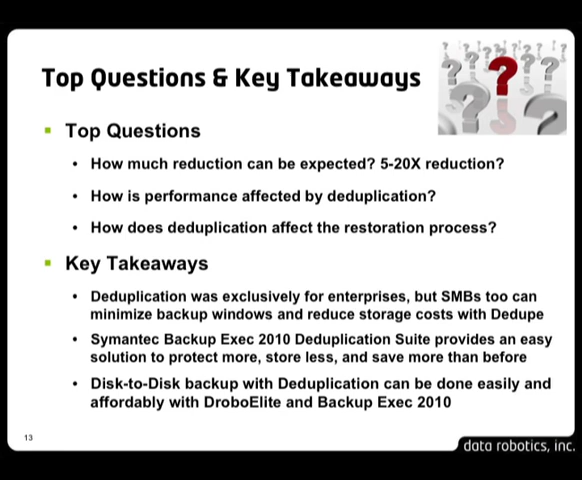 Top Questions & Key Takeaways
Top Questions
How much reduction can be expected? 5-20X reduction?
How is performance affected by deduplication?
How does deduplication affect the restoration process?
Key Takeaways
Deduplication was exclusively for enterprises, but SMBs too can
minimize backup windows and reduce storage costs with Dedupe
Symantec Backup Exec 2010 Deduplication Suite provides an easy
solution to protect more, store less, and save more than before
Disk-to-Disk backup with Deduplication can be done easily and
affordably with DroboElite and Backup Exec 2010
13
data robotics, inc.